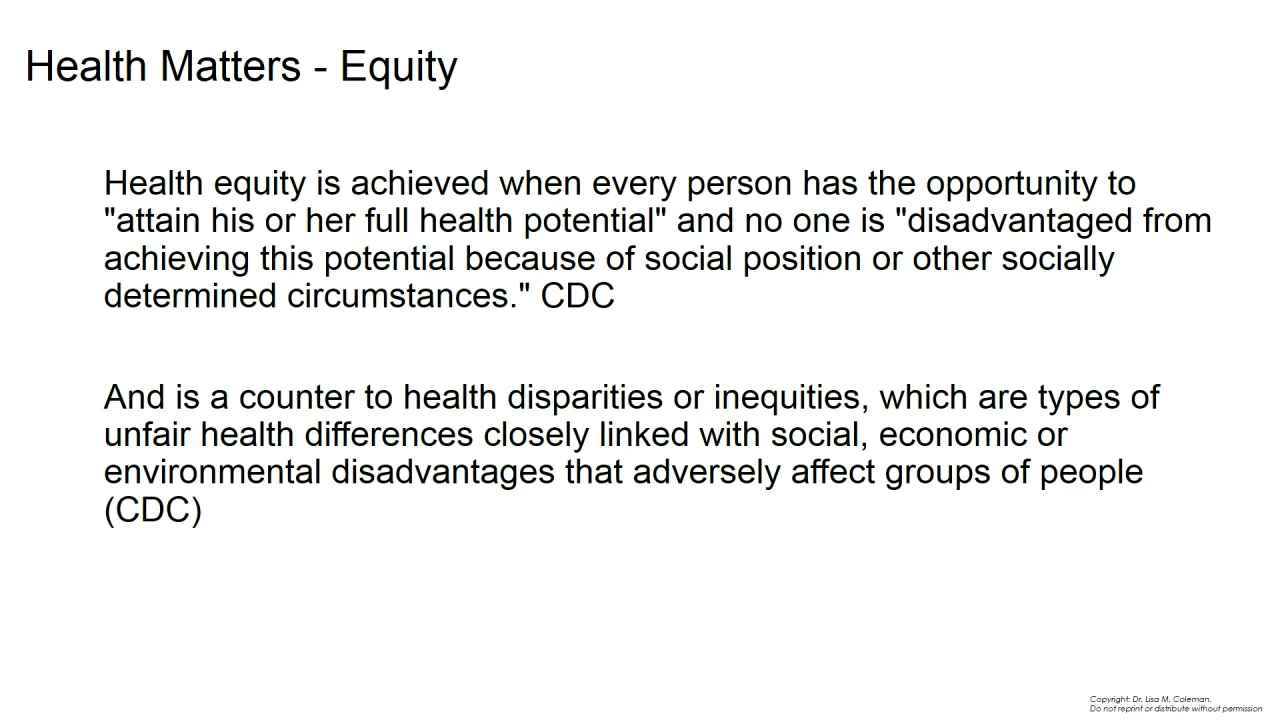 Health Matters - Equity
Health equity is achieved when every person has the opportunity to
"attain his or her full health potential" and no one is "disadvantaged from
achieving this potential because of social position or other socially
determined circumstances." CDC
And is a counter to health disparities or inequities, which are types of
unfair health differences closely linked with social, economic or
environmental disadvantages that adversely affect groups of people
(CDC)
Copyright: Dr. Lisa M. Coleman.
Do not reprint or distribute without permission